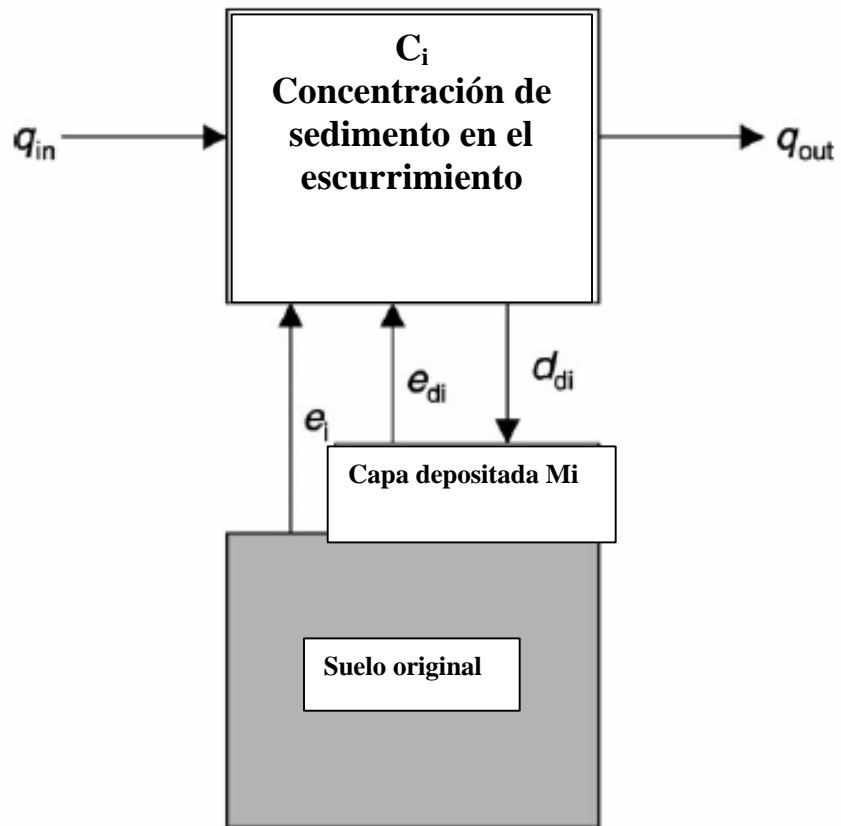 C_i
Concentración de
sedimento en el
escurrimiento
q_in
q_out
e_i
e_di
d_di
Capa depositada Mi
Suelo original